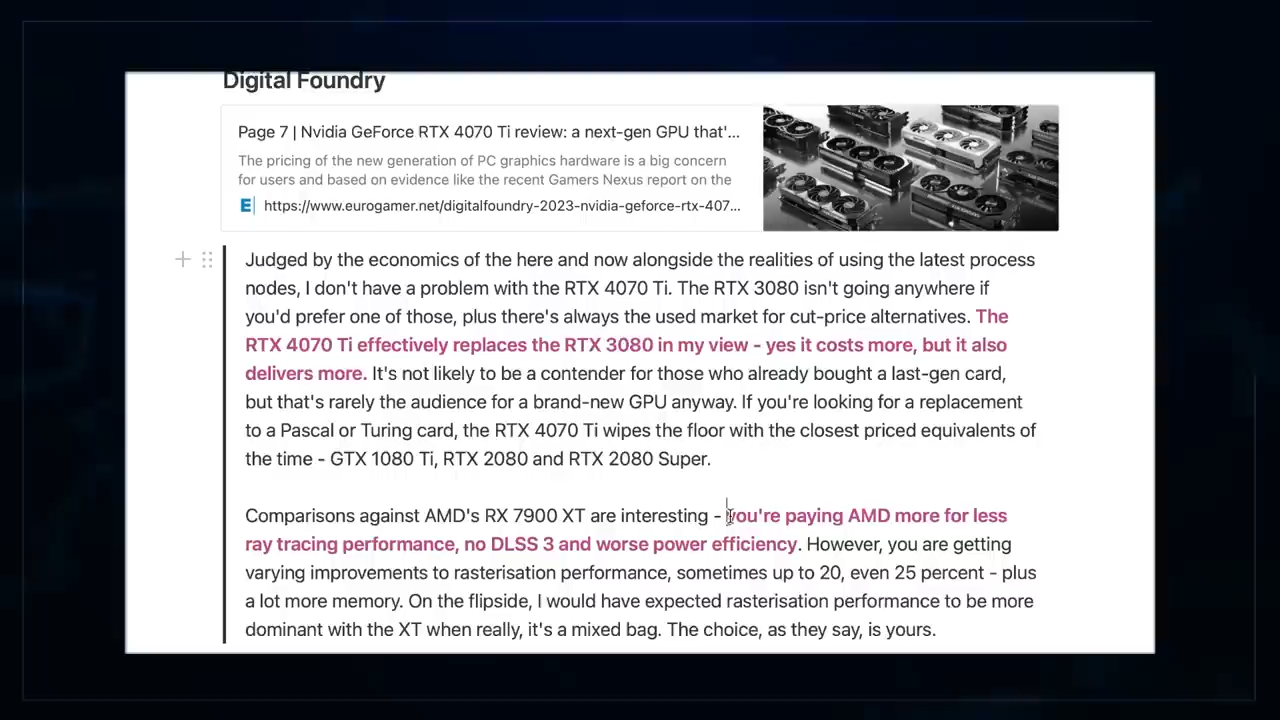 Digital Foundry
Page 7 | Nvidia GeForce RTX 4070 Ti review: a next-gen GPU that'...
The pricing of the new generation of PC graphics hardware is a big concern
for users and based on evidence like the recent Gamers Nexus report on the
E https://www.eurogamer.net/digitalfoundry-2023-nvidia-geforce-rtx-407...
Judged by the economics of the here and now alongside the realities of using the latest process
nodes, I don't have a problem with the RTX 4070 Ti. The RTX 3080 isn't going anywhere if
you'd prefer one of those, plus there's always the used market for cut-price alternatives. The
RTX 4070 Ti effectively replaces the RTX 3080 in my view - yes it costs more, but it also
delivers more. It's not likely to be a contender for those who already bought a last-gen card,
but that's rarely the audience for a brand-new GPU anyway. If you're looking for a replacement
to a Pascal or Turing card, the RTX 4070 Ti wipes the floor with the closest priced equivalents of
the time - GTX 1080 Ti, RTX 2080 and RTX 2080 Super.
Comparisons against AMD's RX 7900 XT are interesting - you're paying AMD more for less
ray tracing performance, no DLSS 3 and worse power efficiency. However, you are getting
varying improvements to rasterisation performance, sometimes up to 20, even 25 percent - plus
a lot more memory. On the flipside, I would have expected rasterisation performance to be more
dominant with the XT when really, it's a mixed bag. The choice, as they say, is yours.